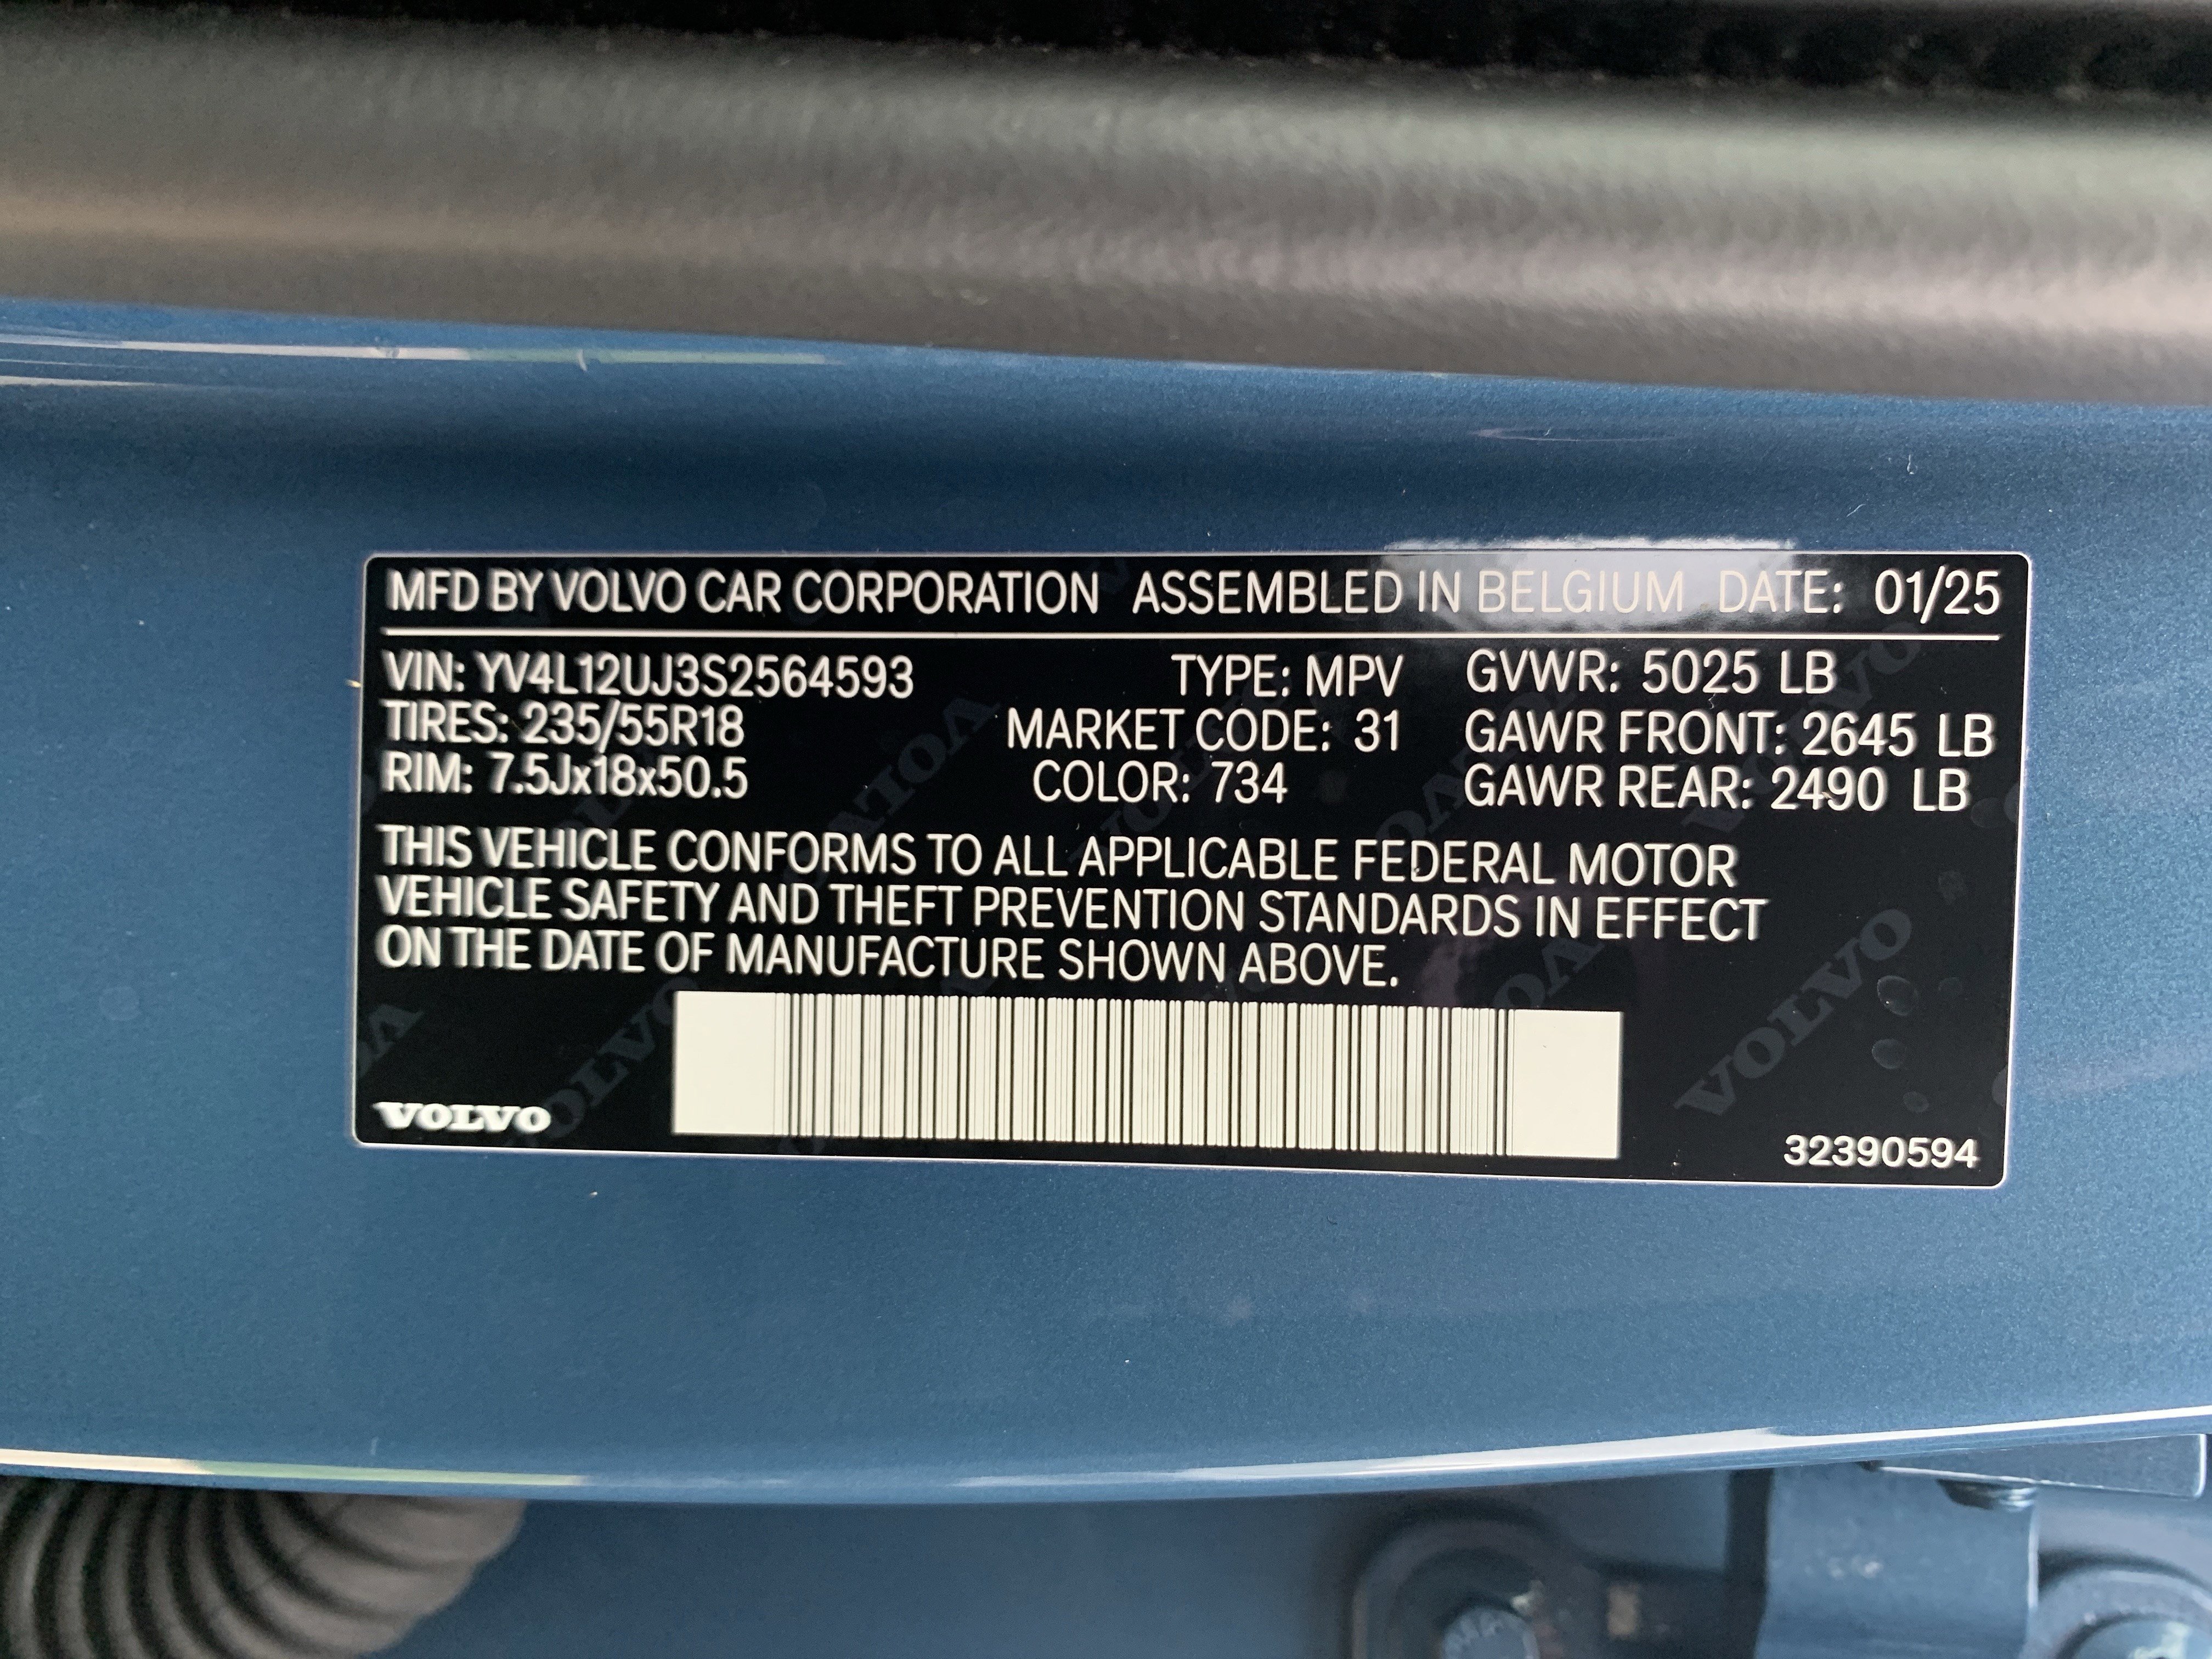 MFD BY VOLVO CAR CORPORATION ASSEMBLED IN BELGIUM DATE: 01/25
VIN: YV4L12UJ3S2564593 TYPE: MPV GVWR: 5025 LB
TIRES: 235/55R18 MARKET CODE: 31 GAWR FRONT: 2645 LB
RIM: 7.5Jx18x50.5 COLOR: 734 GAWR REAR: 2490 LB
THIS VEHICLE CONFORMS TO ALL APPLICABLE FEDERAL MOTOR
VEHICLE SAFETY AND THEFT PREVENTION STANDARDS IN EFFECT
ON THE DATE OF MANUFACTURE SHOWN ABOVE.
VOLVO
32390594